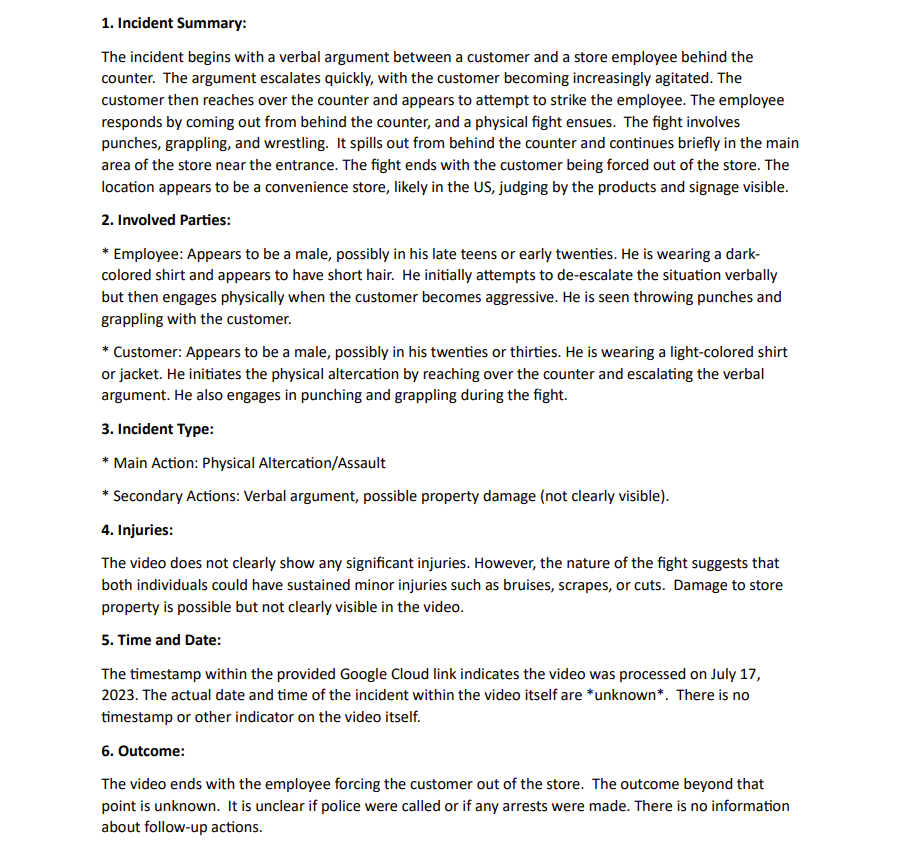 1. Incident Summary:
The incident begins with a verbal argument between a customer and a store employee behind the
counter.  The argument escalates quickly, with the customer becoming increasingly agitated. The
customer then reaches over the counter and appears to attempt to strike the employee. The employee
responds by coming out from behind the counter, and a physical fight ensues.  The fight involves
punches, grappling, and wrestling.  It spills out from behind the counter and continues briefly in the main
area of the store near the entrance. The fight ends with the customer being forced out of the store. The
location appears to be a convenience store, likely in the US, judging by the products and signage visible.
2. Involved Parties:
* Employee: Appears to be a male, possibly in his late teens or early twenties. He is wearing a dark-
colored shirt and appears to have short hair.  He initially attempts to de-escalate the situation verbally
but then engages physically when the customer becomes aggressive. He is seen throwing punches and
grappling with the customer.
* Customer: Appears to be a male, possibly in his twenties or thirties. He is wearing a light-colored shirt
or jacket. He initiates the physical altercation by reaching over the counter and escalating the verbal
argument. He also engages in punching and grappling during the fight.
3. Incident Type:
* Main Action: Physical Altercation/Assault
* Secondary Actions: Verbal argument, possible property damage (not clearly visible).
4. Injuries:
The video does not clearly show any significant injuries. However, the nature of the fight suggests that
both individuals could have sustained minor injuries such as bruises, scrapes, or cuts.  Damage to store
property is possible but not clearly visible in the video.
5. Time and Date:
The timestamp within the provided Google Cloud link indicates the video was processed on July 17,
2023. The actual date and time of the incident within the video itself are *unknown*.  There is no
timestamp or other indicator on the video itself.
6. Outcome:
The video ends with the employee forcing the customer out of the store.  The outcome beyond that
point is unknown.  It is unclear if police were called or if any arrests were made. There is no information
about follow-up actions.